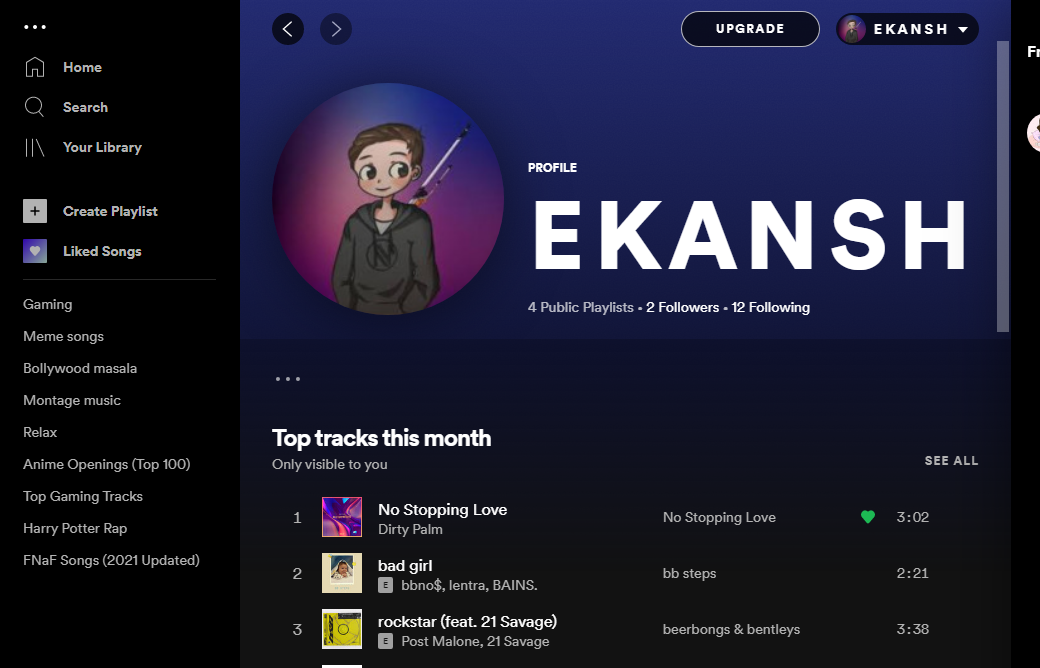 Home
Search
Your Library
Create Playlist
Liked Songs
Gaming
Meme songs
Bollywood masala
Montage music
Relax
Anime Openings (Top 100)
Top Gaming Tracks
Harry Potter Rap
FNaF Songs (2021 Updated)
UPGRADE
EKANSH
PROFILE
EKANSH
4 Public Playlists • 2 Followers • 12 Following
Top tracks this month
Only visible to you
SEE ALL
1 No Stopping Love No Stopping Love 3:02
Dirty Palm
2 bad girl bb steps 2:21
E bbno$, lentra, BAINS.
3 rockstar (feat. 21 Savage) beerbongs & bentleys 3:38
E Post Malone, 21 Savage